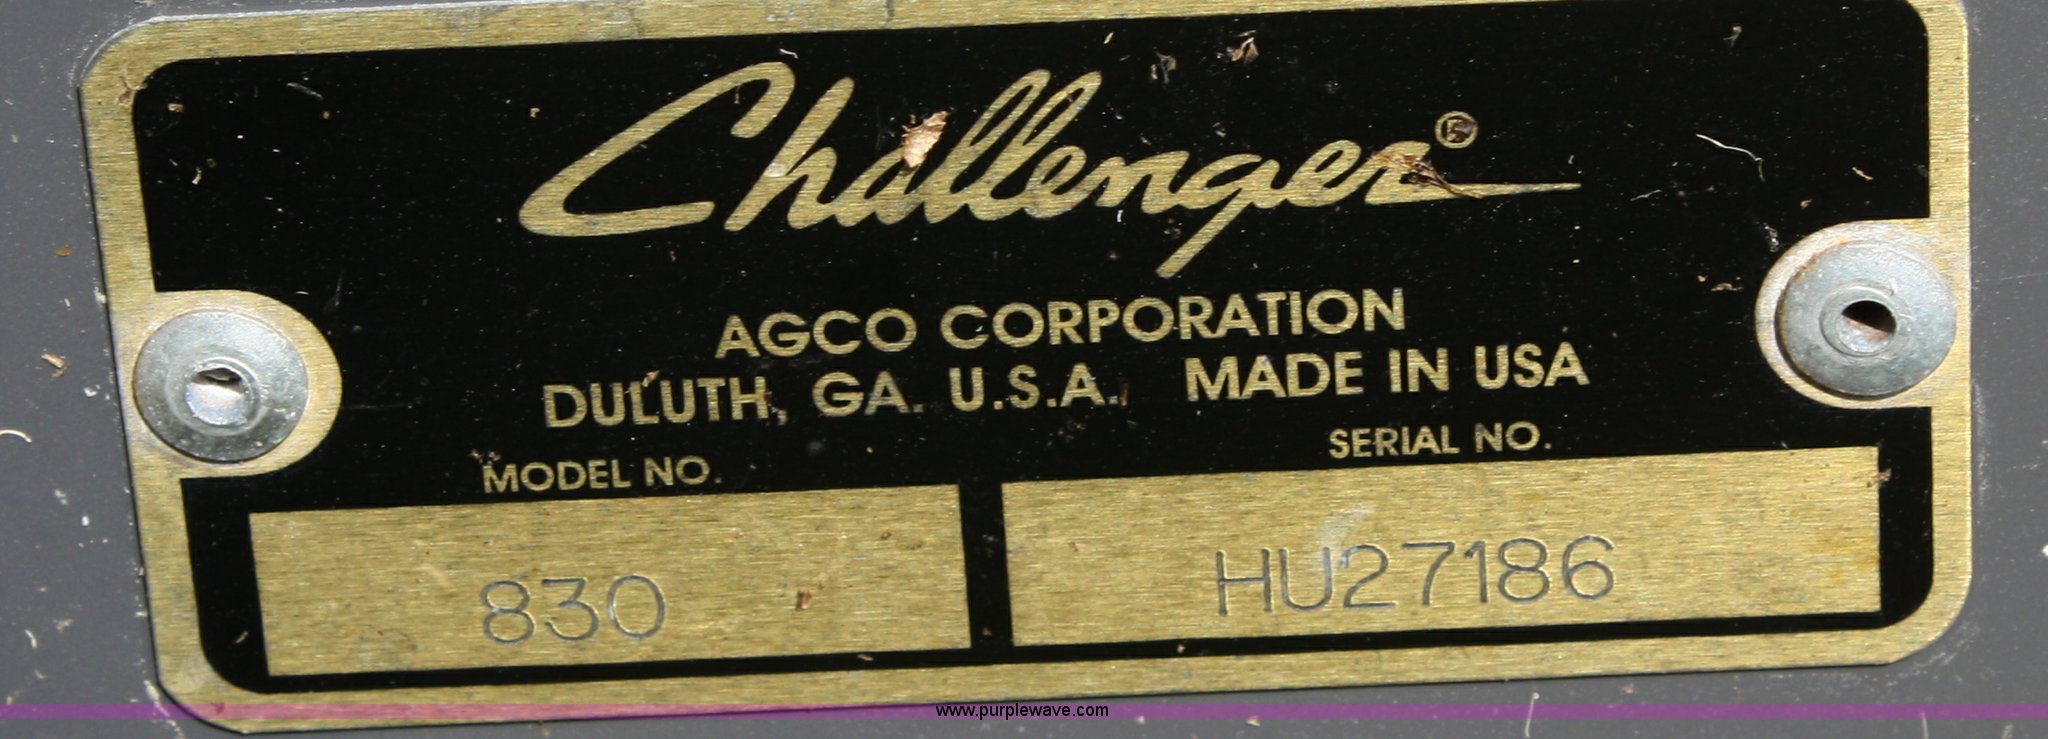 Challenger®
AGCO CORPORATION
DULUTH, GA. U.S.A. MADE IN USA
MODEL NO. SERIAL NO.
830 HU27186
www.purplewave.com